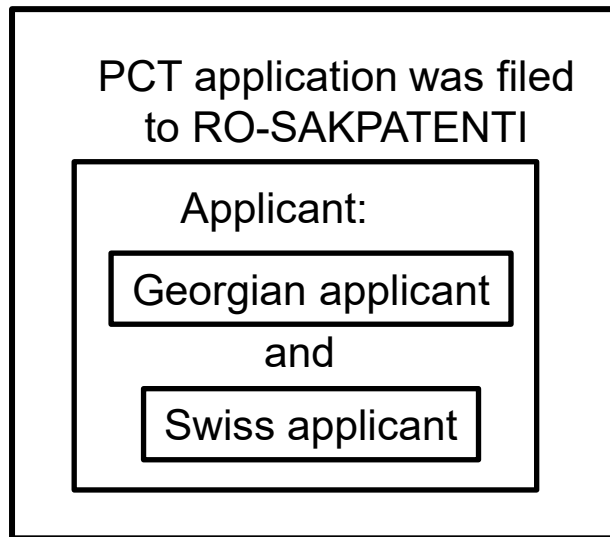 PCT application was filed
to RO-SAKPATENTI
Applicant:
Georgian applicant
and
Swiss applicant